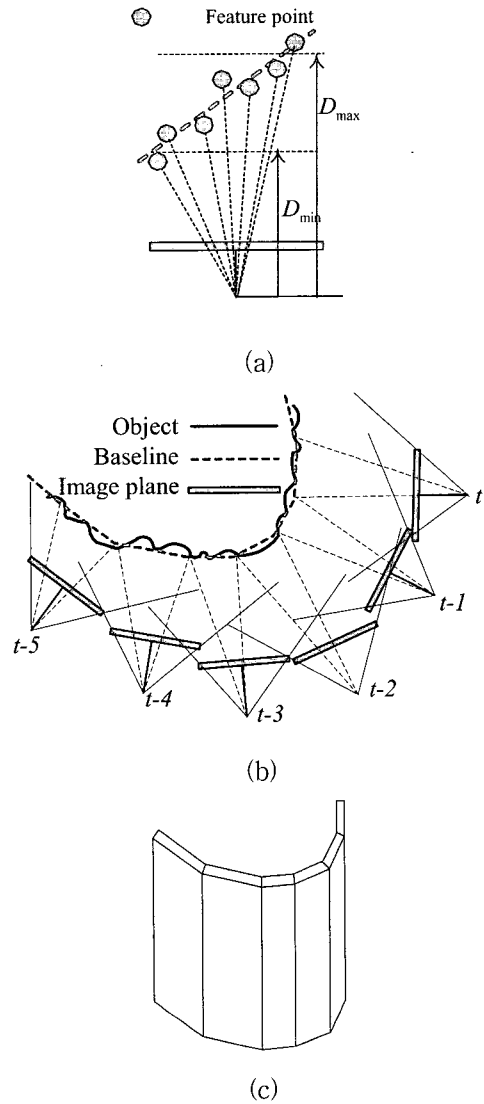 Feature point
D_max
D_min
(a)
Object
Baseline
Image plane
t
t-1
t-2
t-3
t-4
t-5
(b)
(c)